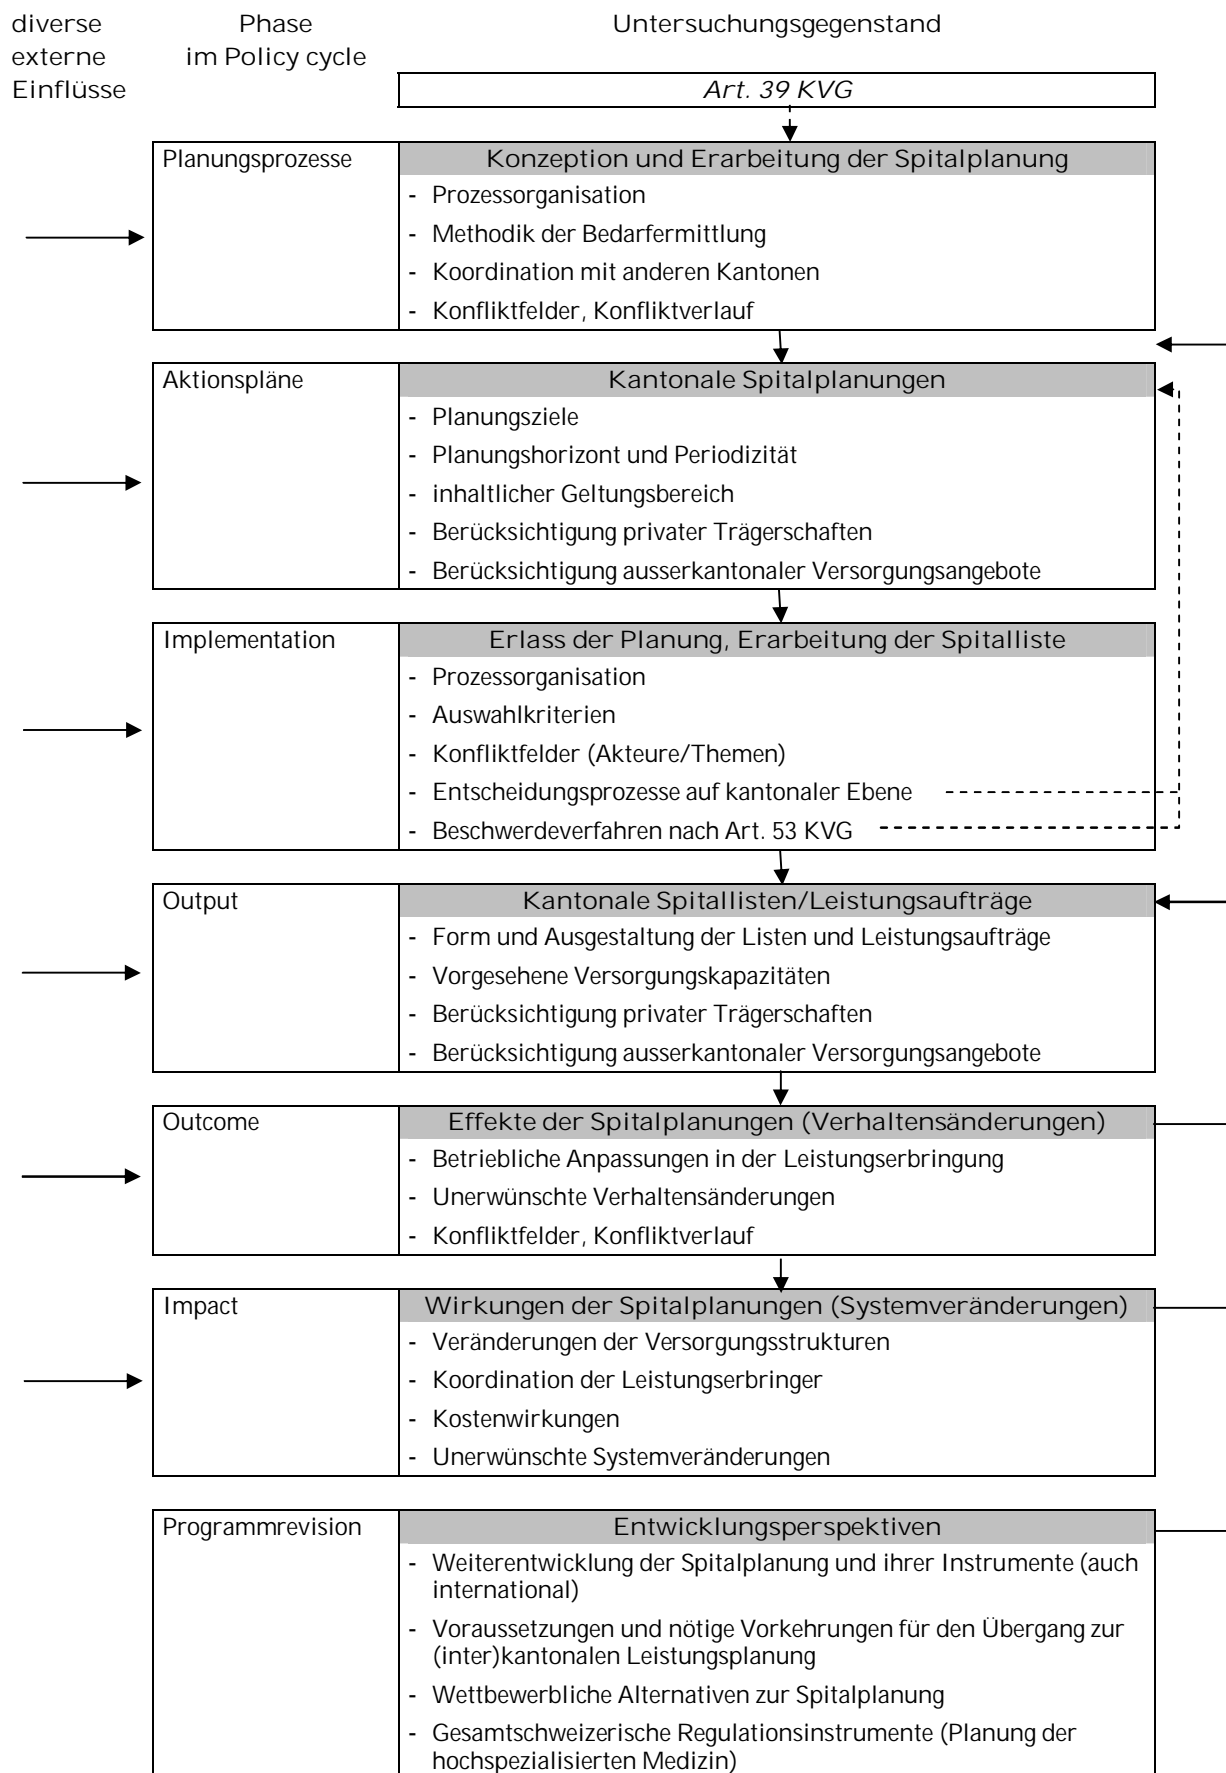 diverse
externe
Einflüsse
Phase
im Policy cycle
Untersuchungsgegenstand
Art. 39 KVG
Planungsprozesse
Konzeption und Erarbeitung der Spitalplanung
- Prozessorganisation
- Methodik der Bedarfermittlung
- Koordination mit anderen Kantonen
- Konfliktfelder, Konfliktverlauf
Aktionspläne
Kantonale Spitalplanungen
- Planungsziele
- Planungshorizont und Periodizität
- inhaltlicher Geltungsbereich
- Berücksichtigung privater Trägerschaften
- Berücksichtigung ausserkantonaler Versorgungsangebote
Implementation
Erlass der Planung, Erarbeitung der Spitalliste
- Prozessorganisation
- Auswahlkriterien
- Konfliktfelder (Akteure/Themen)
- Entscheidungsprozesse auf kantonaler Ebene
- Beschwerdeverfahren nach Art. 53 KVG
Output
Kantonale Spitallisten/Leistungsaufträge
- Form und Ausgestaltung der Listen und Leistungsaufträge
- Vorgesehene Versorgungskapazitäten
- Berücksichtigung privater Trägerschaften
- Berücksichtigung ausserkantonaler Versorgungsangebote
Outcome
Effekte der Spitalplanungen (Verhaltensänderungen)
- Betriebliche Anpassungen in der Leistungserbringung
- Unerwünschte Verhaltensänderungen
- Konfliktfelder, Konfliktverlauf
Impact
Wirkungen der Spitalplanungen (Systemveränderungen)
- Veränderungen der Versorgungsstrukturen
- Koordination der Leistungserbringer
- Kostenwirkungen
- Unerwünschte Systemveränderungen
Programmrevision
Entwicklungsperspektiven
- Weiterentwicklung der Spitalplanung und ihrer Instrumente (auch
international)
- Voraussetzungen und nötige Vorkehrungen für den Übergang zur
(inter)kantonalen Leistungsplanung
- Wettbewerbliche Alternativen zur Spitalplanung
- Gesamtschweizerische Regulationsinstrumente (Planung der
hochspezialisierten Medizin)